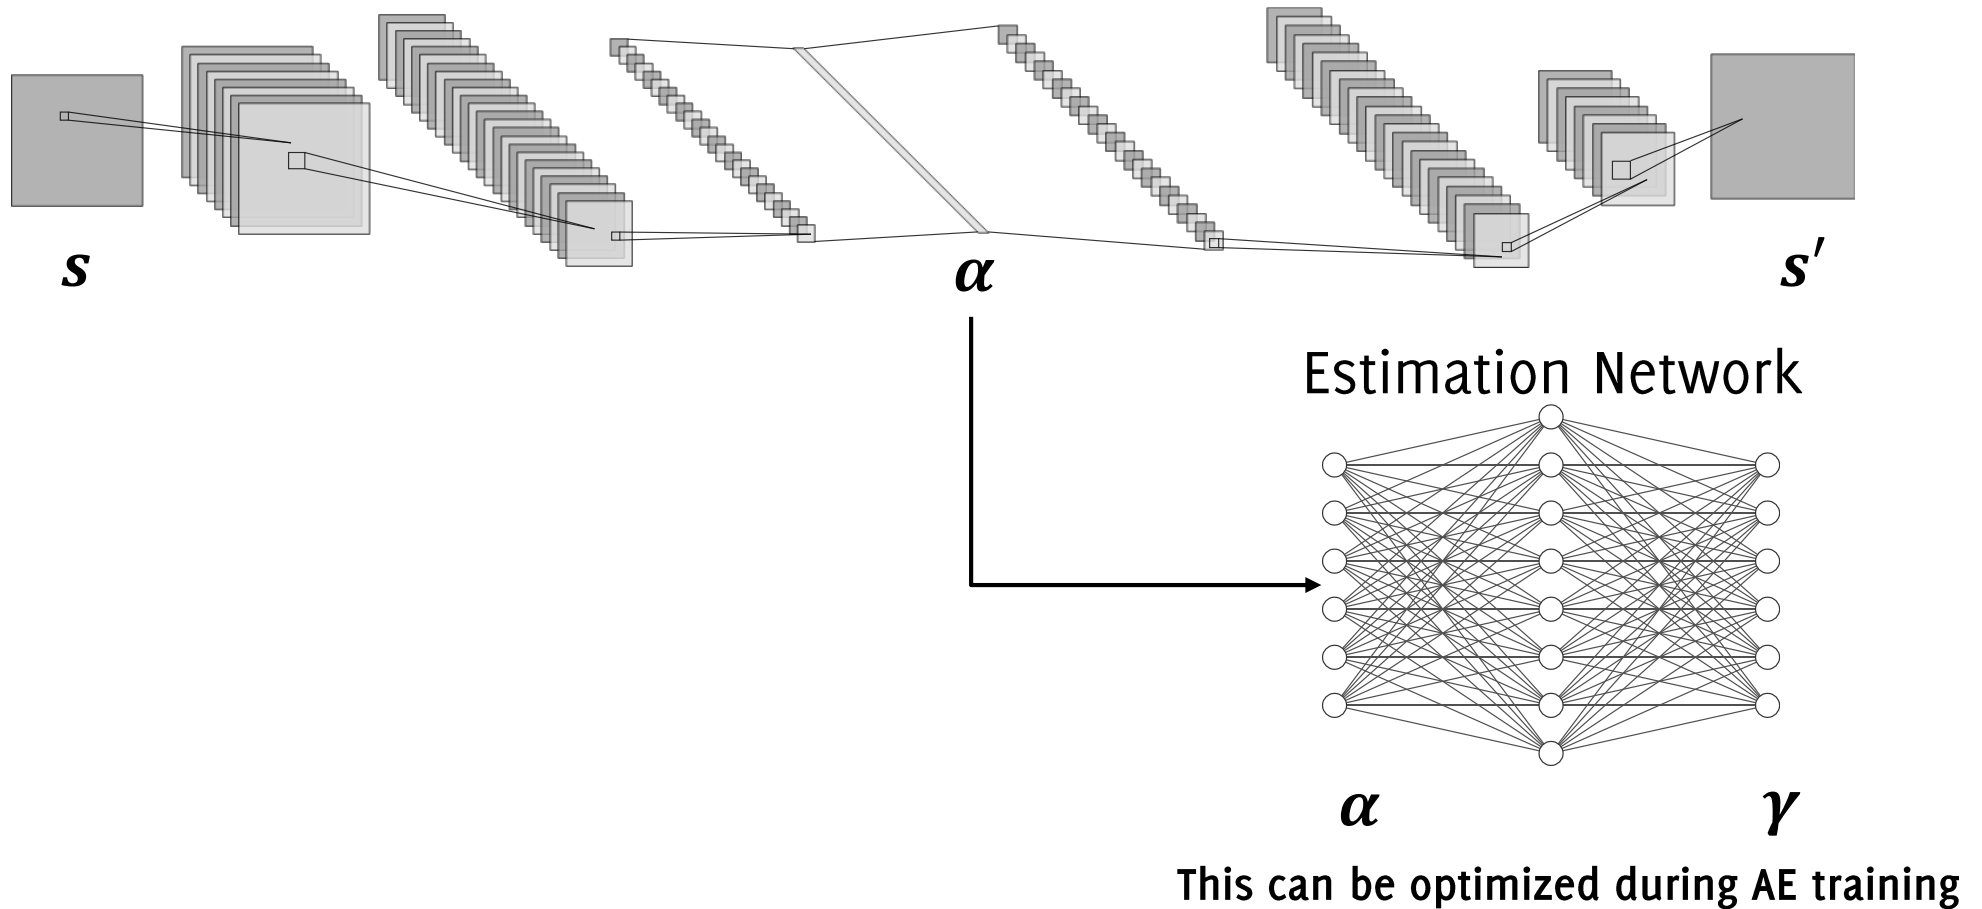 s
α
s′
Estimation Network
α
γ
This can be optimized during AE training